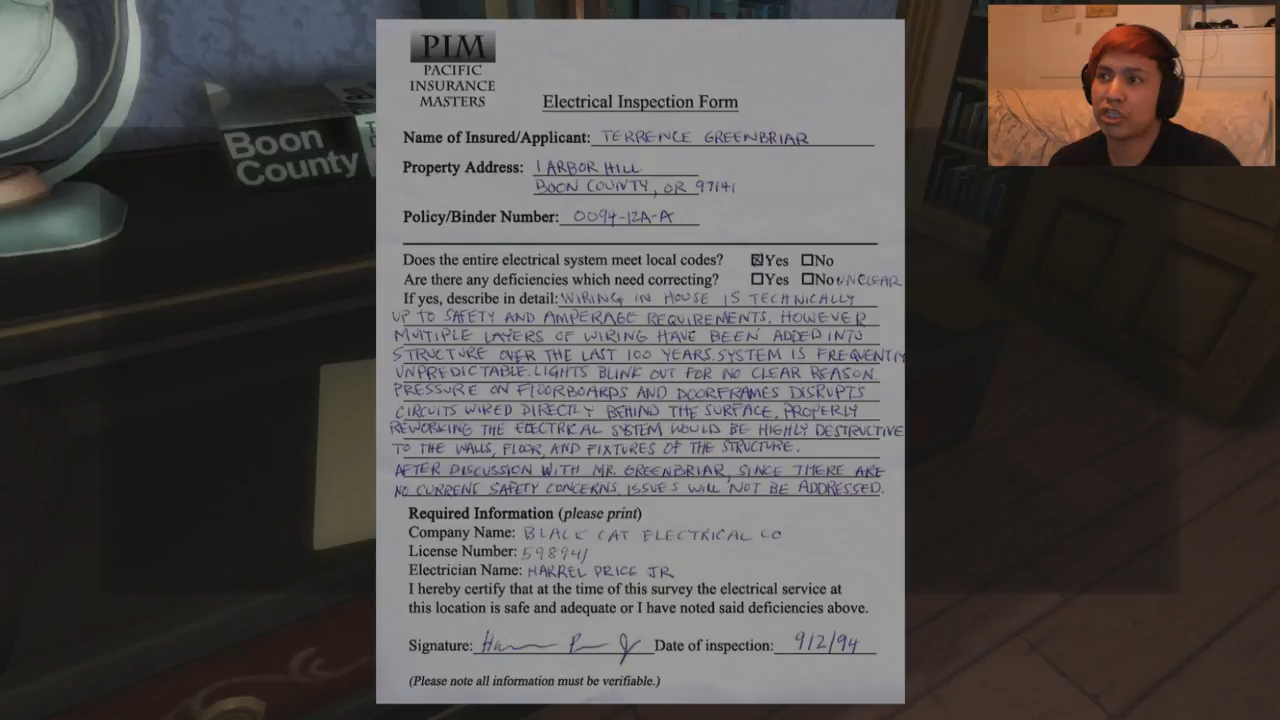 PIM
PACIFIC
INSURANCE
MASTERS
Electrical Inspection Form
Name of Insured/Applicant: TERRENCE GREENBRIAR
Property Address: 1 ARBOR HILL
BOON COUNTY, OR 97141
Policy/Binder Number: 0094-12A-A
Does the entire electrical system meet local codes? ☒Yes ☐No
Are there any deficiencies which need correcting? ☐Yes ☐No UNCLEAR
If yes, describe in detail: WIRING IN HOUSE IS TECHNICALLY
UP TO SAFETY AND AMPERAGE REQUIREMENTS. HOWEVER
MULTIPLE LAYERS OF WIRING HAVE BEEN ADDED INTO
STRUCTURE OVER THE LAST 100 YEARS. SYSTEM IS FREQUENTLY
UNPREDICTABLE. LIGHTS BLINK OUT FOR NO CLEAR REASON.
PRESSURE ON FLOORBOARDS AND DOORFRAMES DISRUPTS
CIRCUITS WIRED DIRECTLY BEHIND THE SURFACE. PROPERLY
REWORKING THE ELECTRICAL SYSTEM WOULD BE HIGHLY DESTRUCTIVE
TO THE WALLS, FLOOR, AND FIXTURES OF THE STRUCTURE.
AFTER DISCUSSION WITH MR. GREENBRIAR, SINCE THERE ARE
NO CURRENT SAFETY CONCERNS, ISSUES WILL NOT BE ADDRESSED.
Required Information (please print)
Company Name: BLACK CAT ELECTRICAL CO
License Number: 598941
Electrician Name: HARREL PRICE JR
I hereby certify that at the time of this survey the electrical service at
this location is safe and adequate or I have noted said deficiencies above.
Signature: Date of inspection: 9/2/94
(Please note all information must be verifiable.)
Boon
County